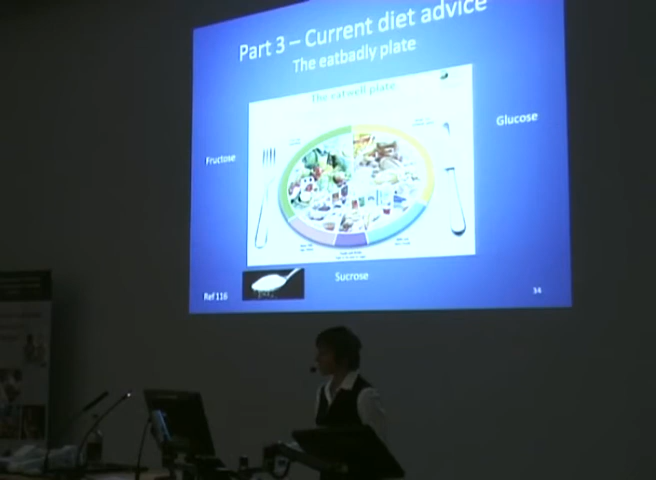 Part 3 – Current diet advice
The eatbadly plate
The eatwell plate
Glucose
Fructose
Sucrose
Ref 116
34